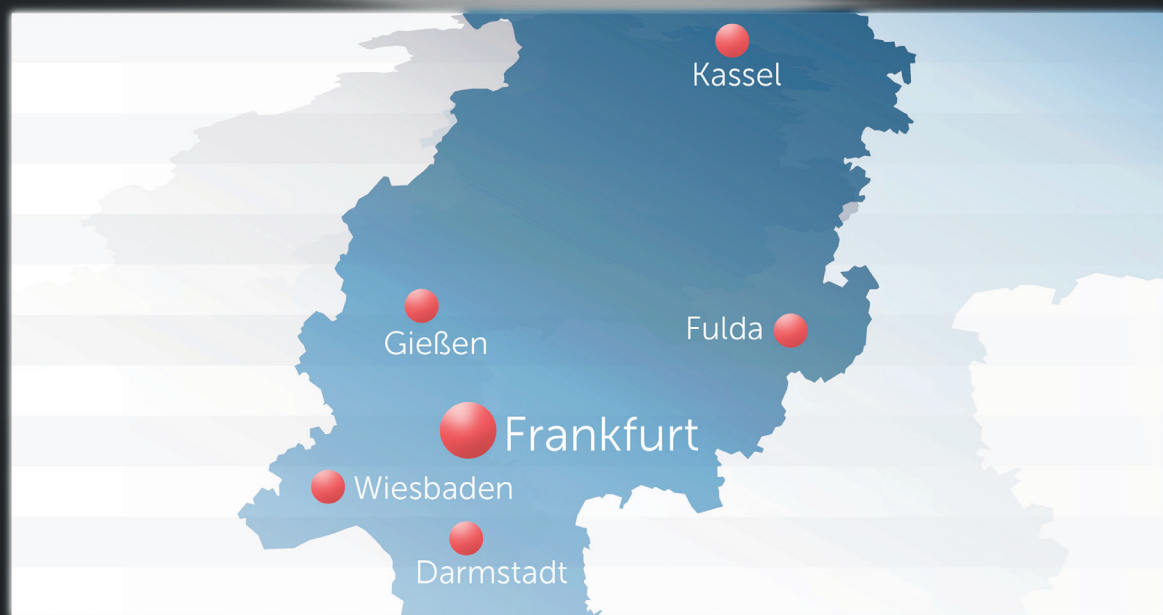 Kassel
Gießen
Fulda
Frankfurt
Wiesbaden
Darmstadt